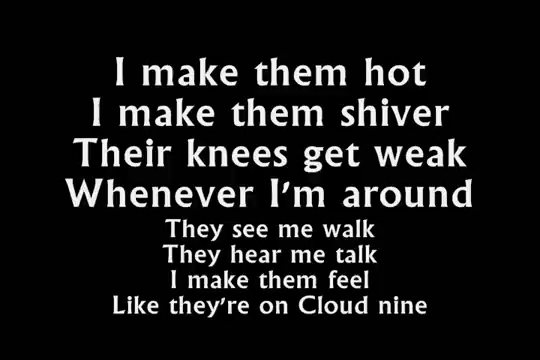 I make them hot
I make them shiver
Their knees get weak
Whenever I'm around
They see me walk
They hear me talk
I make them feel
Like they're on Cloud nine